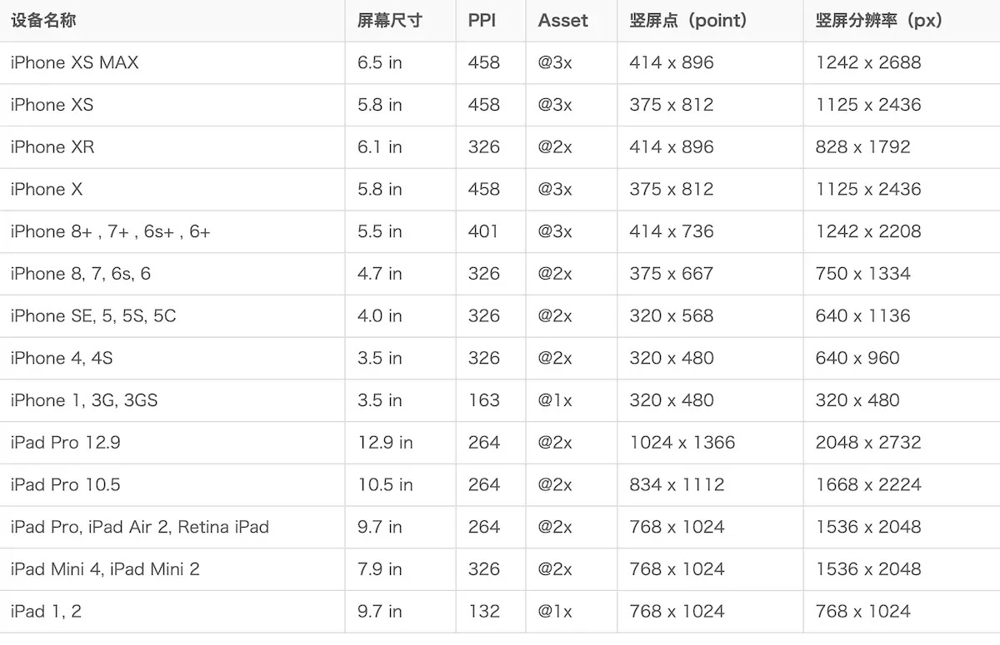 设备名称 屏幕尺寸 PPI Asset 竖屏点（point） 竖屏分辨率（px）
iPhone XS MAX 6.5 in 458 @3x 414 x 896 1242 x 2688
iPhone XS 5.8 in 458 @3x 375 x 812 1125 x 2436
iPhone XR 6.1 in 326 @2x 414 x 896 828 x 1792
iPhone X 5.8 in 458 @3x 375 x 812 1125 x 2436
iPhone 8+ , 7+ , 6s+ , 6+ 5.5 in 401 @3x 414 x 736 1242 x 2208
iPhone 8, 7, 6s, 6 4.7 in 326 @2x 375 x 667 750 x 1334
iPhone SE, 5, 5S, 5C 4.0 in 326 @2x 320 x 568 640 x 1136
iPhone 4, 4S 3.5 in 326 @2x 320 x 480 640 x 960
iPhone 1, 3G, 3GS 3.5 in 163 @1x 320 x 480 320 x 480
iPad Pro 12.9 12.9 in 264 @2x 1024 x 1366 2048 x 2732
iPad Pro 10.5 10.5 in 264 @2x 834 x 1112 1668 x 2224
iPad Pro, iPad Air 2, Retina iPad 9.7 in 264 @2x 768 x 1024 1536 x 2048
iPad Mini 4, iPad Mini 2 7.9 in 326 @2x 768 x 1024 1536 x 2048
iPad 1, 2 9.7 in 132 @1x 768 x 1024 768 x 1024